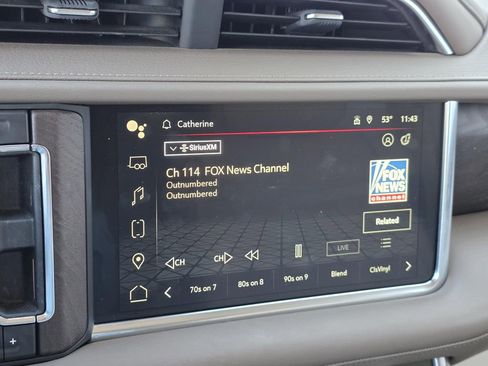 Catherine 53° 11:43
SiriusXM
Ch 114 FOX News Channel
Outnumbered
Outnumbered
FOX
NEWS
channel
Related
CH CH LIVE
70s on 7 80s on 8 90s on 9 Blend ClsVinyl
+